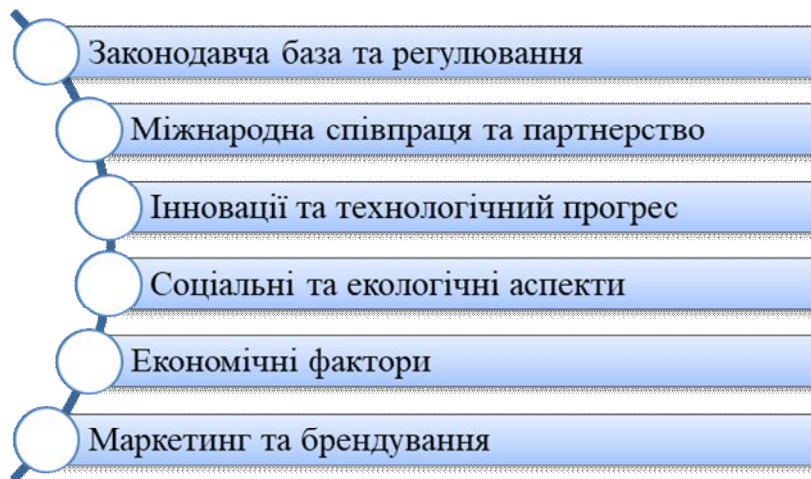 Законодавча база та регулювання
Міжнародна співпраця та партнерство
Інновації та технологічний прогрес
Соціальні та екологічні аспекти
Економічні фактори
Маркетинг та брендування